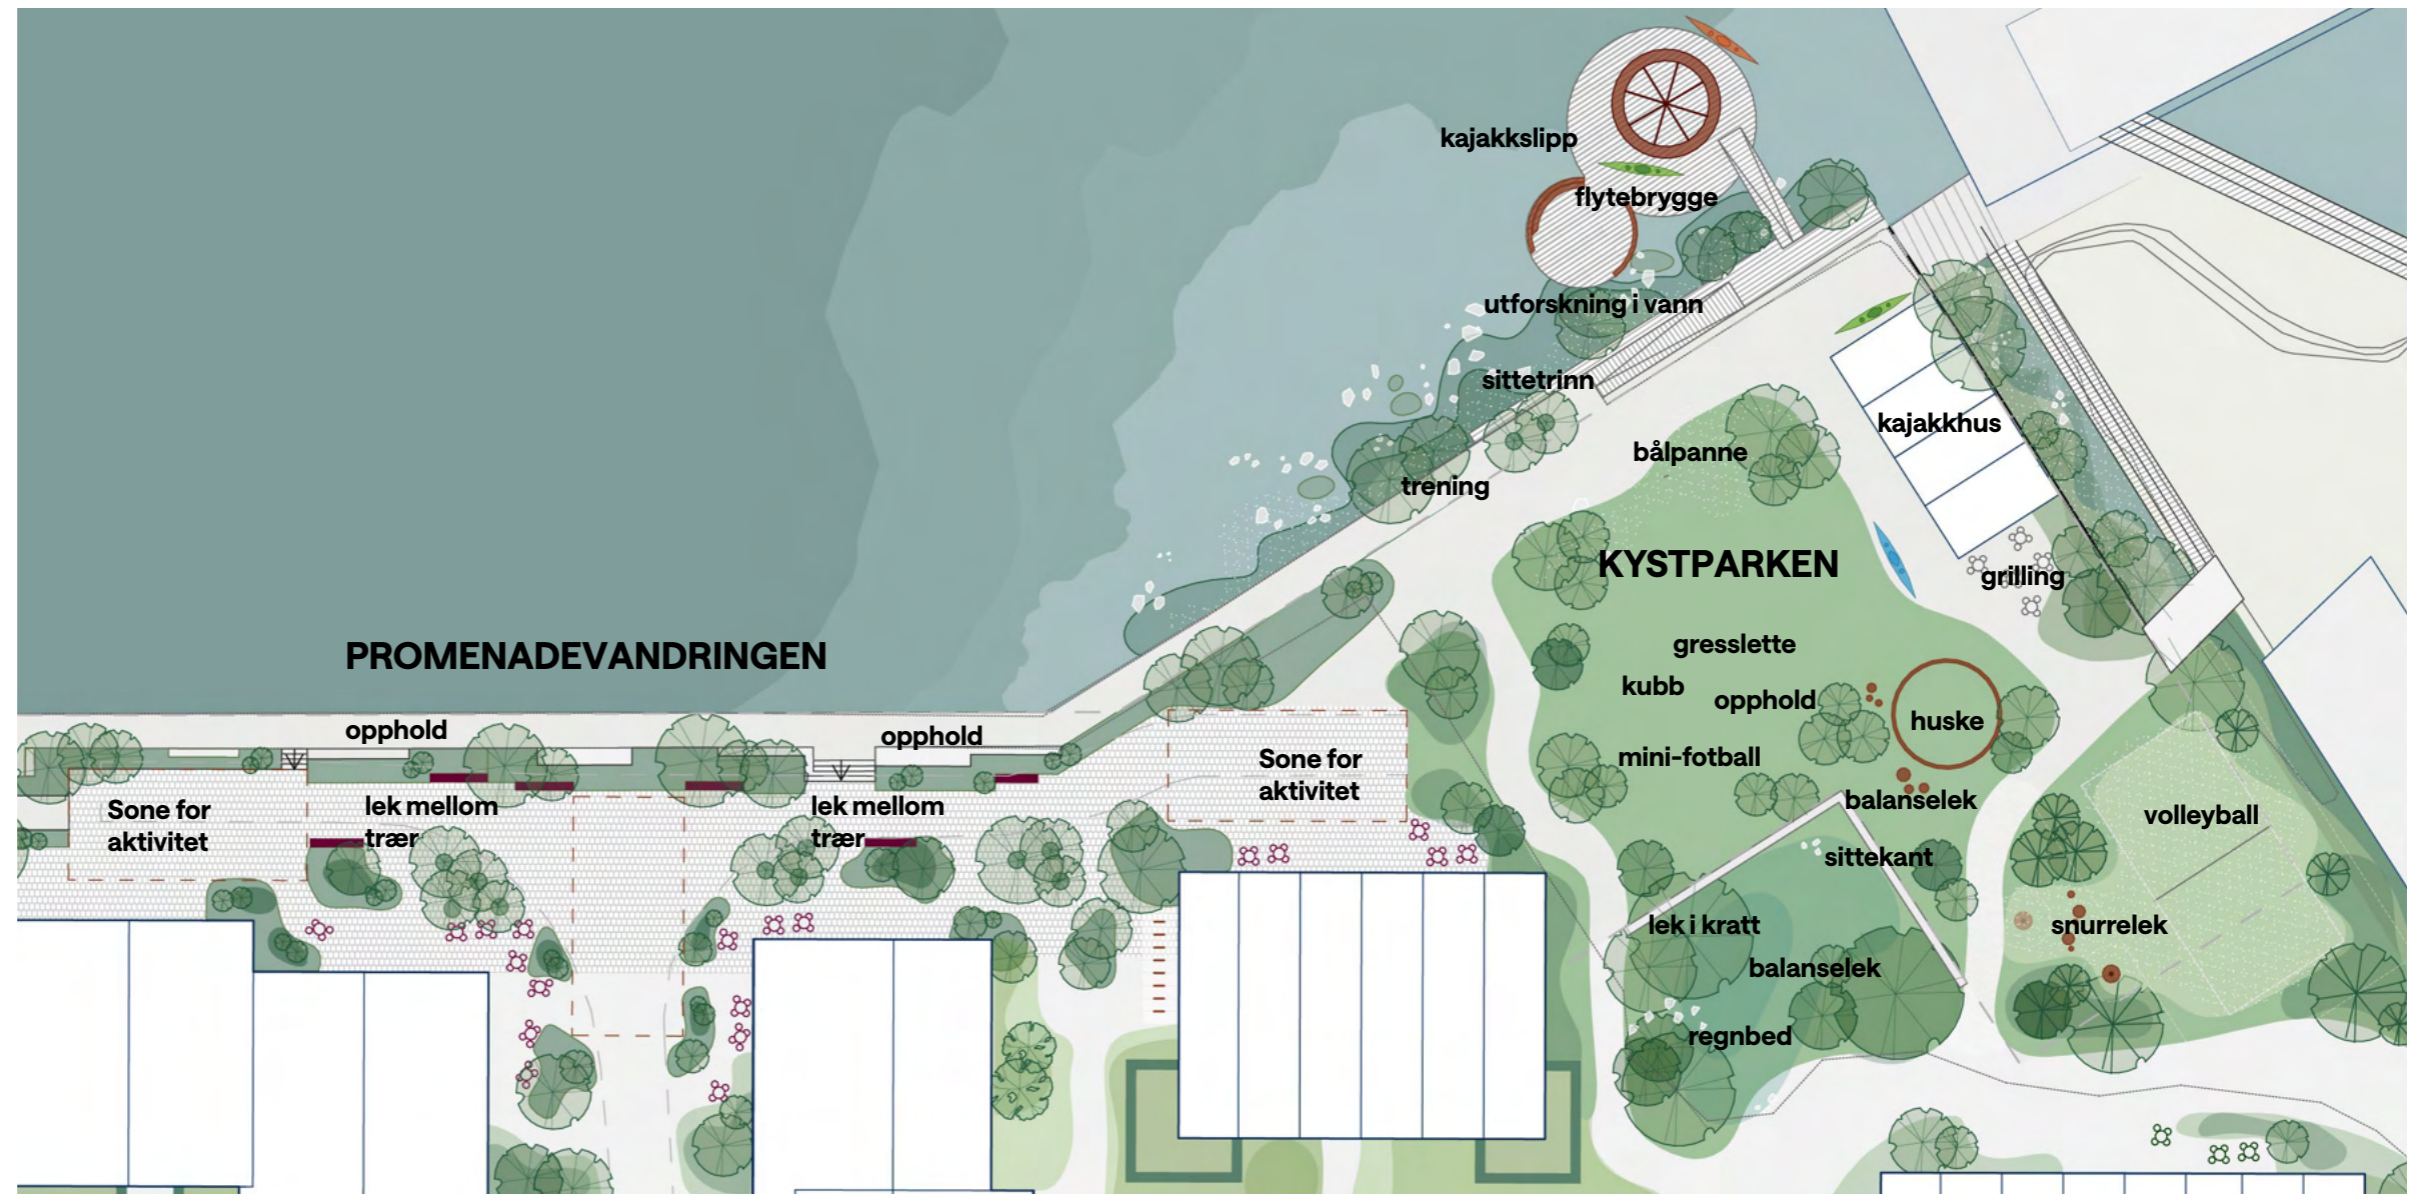 kajakkslipp
flytebrygge
utforskning i vann
sittetrinn
kajakkhus
bålpanne
trening
KYSTPARKEN
grilling
PROMENADEVANDRINGEN
gresslette
kubb
opphold
huske
opphold
opphold
mini-fotball
Sone for
aktivitet
balanselek
Sone for
aktivitet
lek mellom
trær
lek mellom
trær
volleyball
sittekant
lek i kratt
snurrelek
balanselek
regnbed